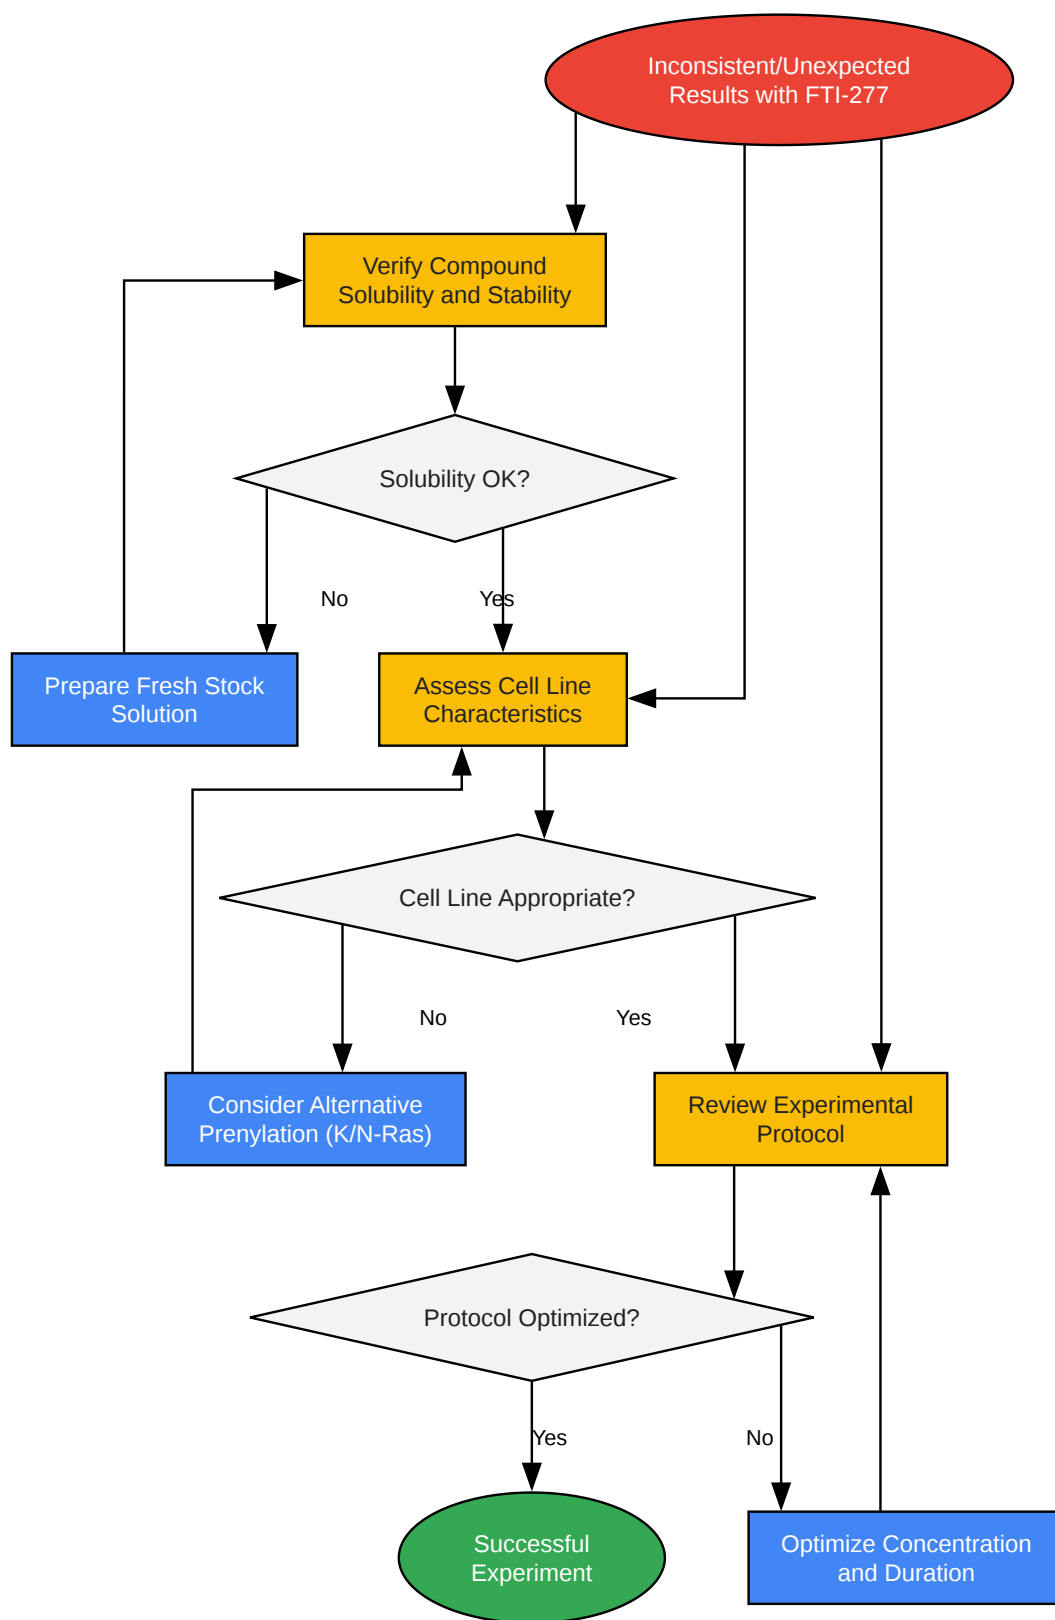 Inconsistent/Unexpected
Results with FTI-277
Verify Compound
Solubility and Stability
Solubility OK?
No
Yes
Prepare Fresh Stock
Solution
Assess Cell Line
Characteristics
Cell Line Appropriate?
No
Yes
Consider Alternative
Prenylation (K/N-Ras)
Review Experimental
Protocol
Protocol Optimized?
Yes
No
Successful
Experiment
Optimize Concentration
and Duration